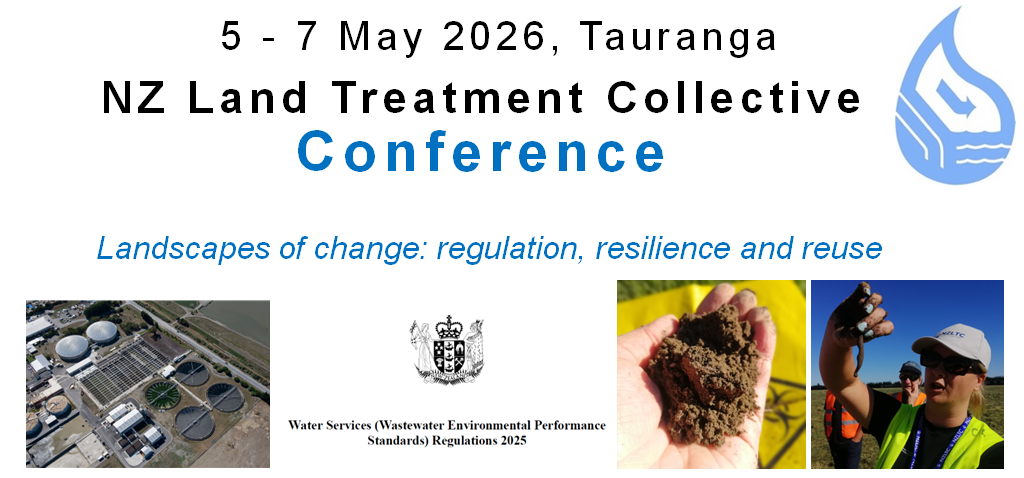 5 - 7 May 2026, Tauranga
NZ Land Treatment Collective
Conference
Landscapes of change: regulation, resilience and reuse
Water Services (Wastewater Environmental Performance
Standards) Regulations 2025
NZLTC